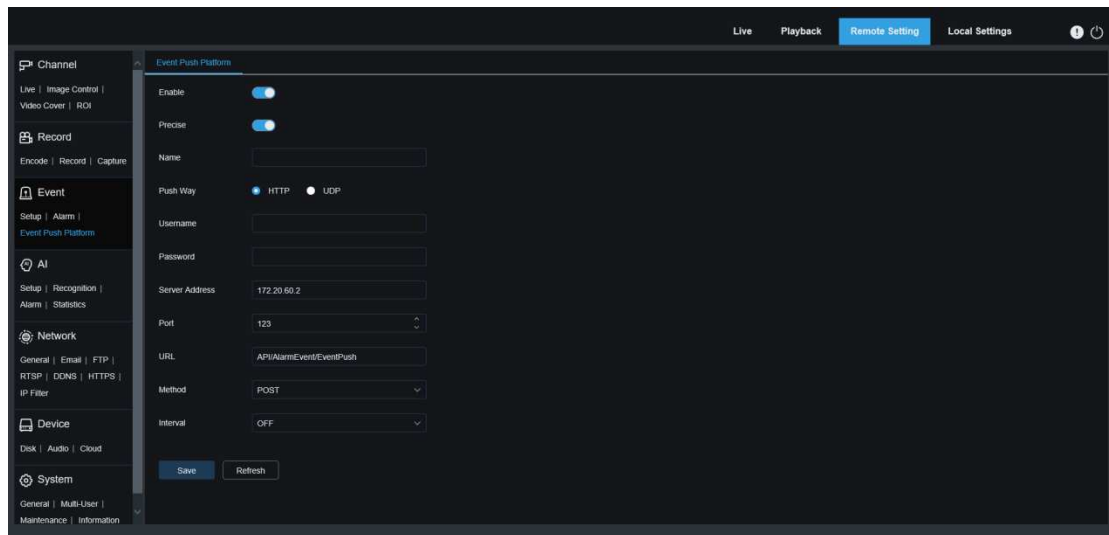 Live Playback Remote Setting Local Settings
Channel
Live | Image Control |
Video Cover | ROI
Record
Encode | Record | Capture
Event
Setup | Alarm |
Event Push Platform
AI
Setup | Recognition |
Alarm | Statistics
Network
General | Email | FTP |
RTSP | DDNS | HTTPS |
IP Filter
Device
Disk | Audio | Cloud
System
General | Multi-User |
Maintenance | Information
Event Push Platform
Enable
Precise
Name
Push Way HTTP UDP
Username
Password
Server Address 172.20.60.2
Port 123
URL API/AlarmEvent/EventPush
Method POST
Interval OFF
Save Refresh